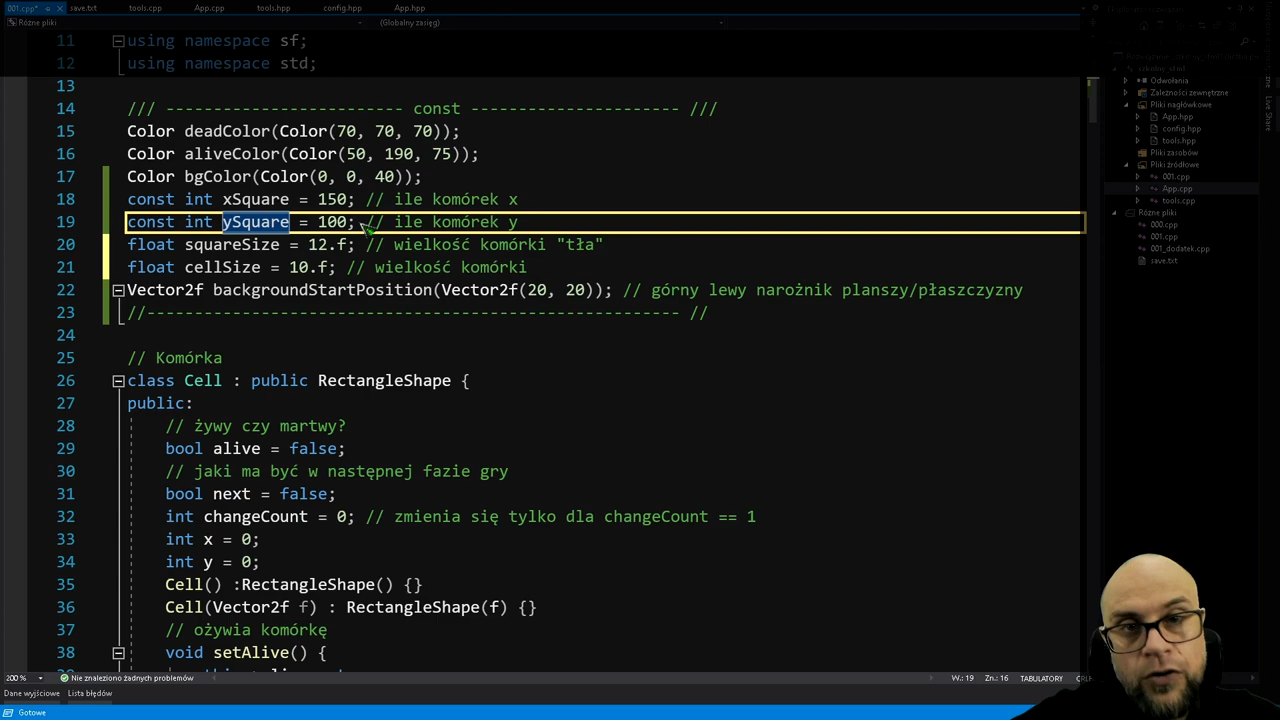 001.cpp* save.txt tools.cpp App.cpp tools.hpp config.hpp App.hpp
Różne pliki (Globalny zasięg)
11 using namespace sf;
12 using namespace std;
13
14 /// ------------------------- const ---------------------- ///
15 Color deadColor(Color(70, 70, 70));
16 Color aliveColor(Color(50, 190, 75));
17 Color bgColor(Color(0, 0, 40));
18 const int xSquare = 150; // ile komórek x
19 const int ySquare = 100; // ile komórek y
20 float squareSize = 12.f; // wielkość komórki "tła"
21 float cellSize = 10.f; // wielkość komórki
22 Vector2f backgroundStartPosition(Vector2f(20, 20)); // górny lewy narożnik planszy/płaszczyzny
23 //-------------------------------------------------------- //
24
25 // Komórka
26 class Cell : public RectangleShape {
27 public:
28 // żywy czy martwy?
29 bool alive = false;
30 // jaki ma być w następnej fazie gry
31 bool next = false;
32 int changeCount = 0; // zmienia się tylko dla changeCount == 1
33 int x = 0;
34 int y = 0;
35 Cell() :RectangleShape() {}
36 Cell(Vector2f f) : RectangleShape(f) {}
37 // ożywia komórkę
38 void setAlive() {
Odwołania
Zależności zewnętrzne
Pliki nagłówkowe
App.hpp
config.hpp
tools.hpp
Pliki zasobów
Pliki źródłowe
001.cpp
App.cpp
tools.cpp
Różne pliki
000.cpp
001.cpp
001_dodatek.cpp
save.txt
Live Share
200 % Nie znaleziono żadnych problemów W.: 19 Zn.: 16 TABULATORY
Dane wyjściowe Lista błędów
Gotowe